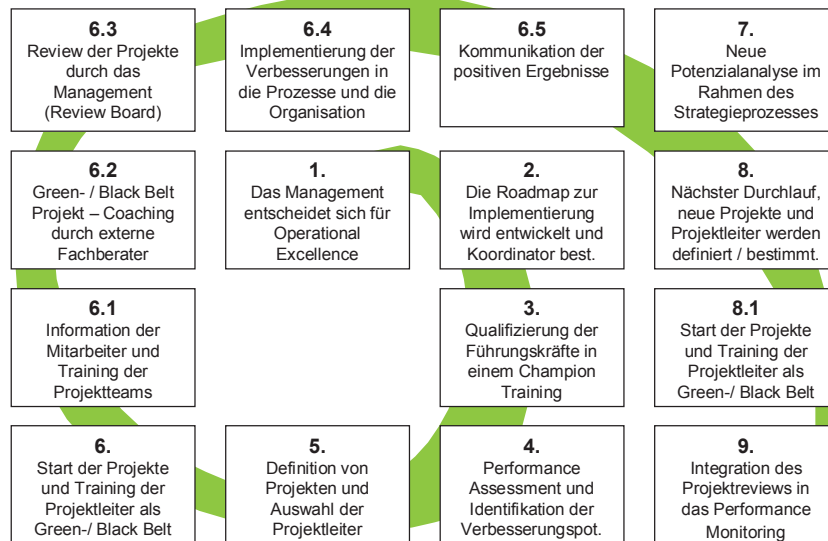 6.3
Review der Projekte
durch das
Management
(Review Board)
6.4
Implementierung der
Verbesserungen in
die Prozesse und die
Organisation
6.5
Kommunikation der
positiven Ergebnisse
7.
Neue
Potenzialanalyse im
Rahmen des
Strategieprozesses
6.2
Green- / Black Belt
Projekt – Coaching
durch externe
Fachberater
1.
Das Management
entscheidet sich für
Operational
Excellence
2.
Die Roadmap zur
Implementierung
wird entwickelt und
Koordinator best.
8.
Nächster Durchlauf,
neue Projekte und
Projektleiter werden
definiert / bestimmt.
6.1
Information der
Mitarbeiter und
Training der
Projektteams
3.
Qualifizierung der
Führungskräfte in
einem Champion
Training
8.1
Start der Projekte
und Training der
Projektleiter als
Green-/ Black Belt
6.
Start der Projekte
und Training der
Projektleiter als
Green-/ Black Belt
5.
Definition von
Projekten und
Auswahl der
Projektleiter
4.
Performance
Assessment und
Identifikation der
Verbesserungspot.
9.
Integration des
Projektreviews in
das Performance
Monitoring